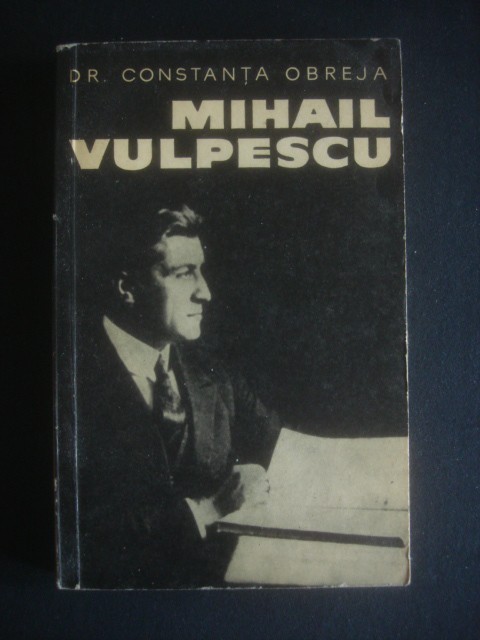 DR. CONSTANȚA OBREJA
MIHAIL
VULPESCU